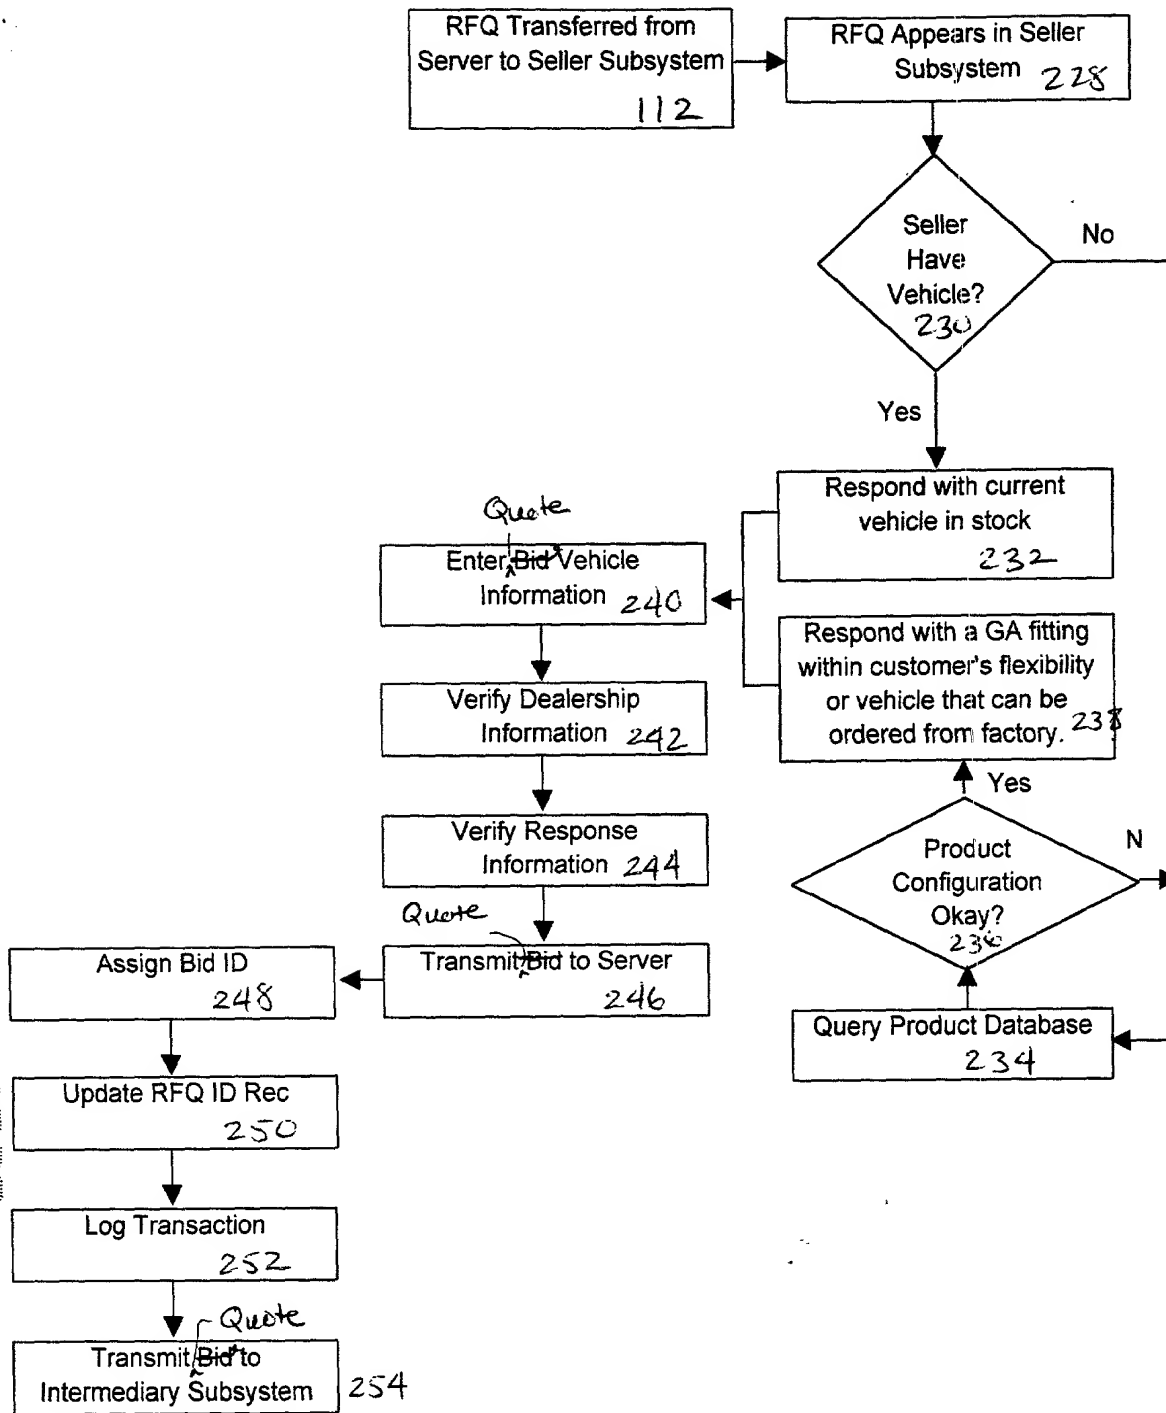 RFQ Transferred from
Server to Seller Subsystem
112
RFQ Appears in Seller
Subsystem 228
Seller
Have
Vehicle?
230
No
Yes
Respond with current
vehicle in stock
232
Quote
Enter Bid Vehicle
Information 240
Respond with a GA fitting
within customer's flexibility
or vehicle that can be
ordered from factory. 238
Verify Dealership
Information 242
Yes
Verify Response
Information 244
Product
Configuration
Okay?
236
N
Quote
Transmit Bid to Server
246
Assign Bid ID
248
Query Product Database
234
Update RFQ ID Rec
250
Log Transaction
252
Quote
Transmit Bid to
Intermediary Subsystem 254